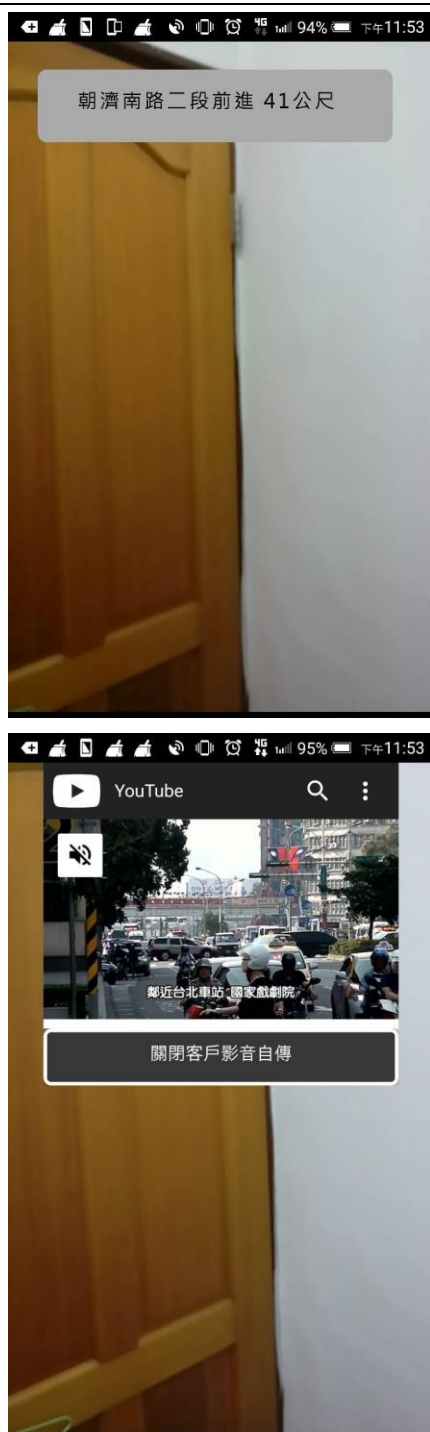 4G 94% 下午11:53
朝濟南路二段前進 41公尺
4G 95% 下午11:53
YouTube
鄰近台北車站 國家戲劇院
關閉客戶影音自傳